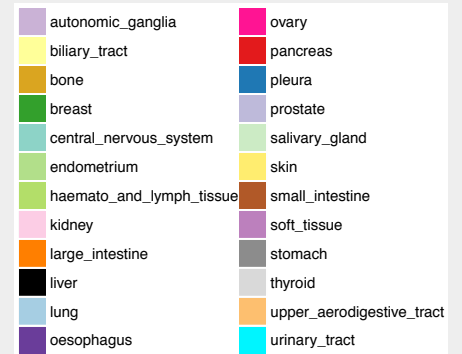 autonomic_ganglia
biliary_tract
bone
breast
central_nervous_system
endometrium
haemato_and_lymph_tissue
kidney
large_intestine
liver
lung
oesophagus
ovary
pancreas
pleura
prostate
salivary_gland
skin
small_intestine
soft_tissue
stomach
thyroid
upper_aerodigestive_tract
urinary_tract